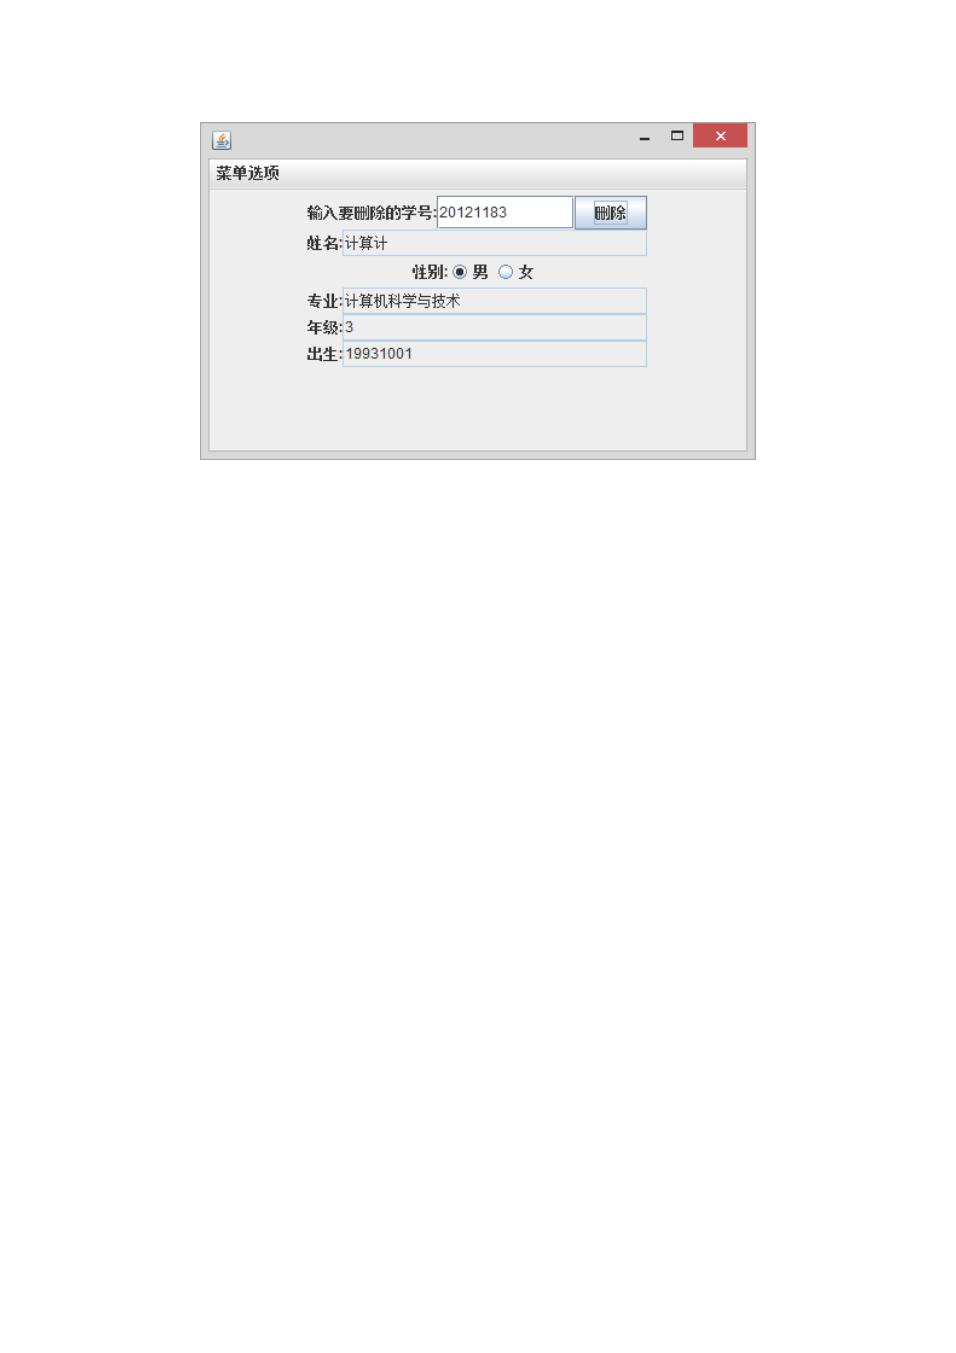 菜单选项
输入要删除的学号:20121183 删除
姓名:计算计
性别: 男 女
专业:计算机科学与技术
年级:3
出生:19931001